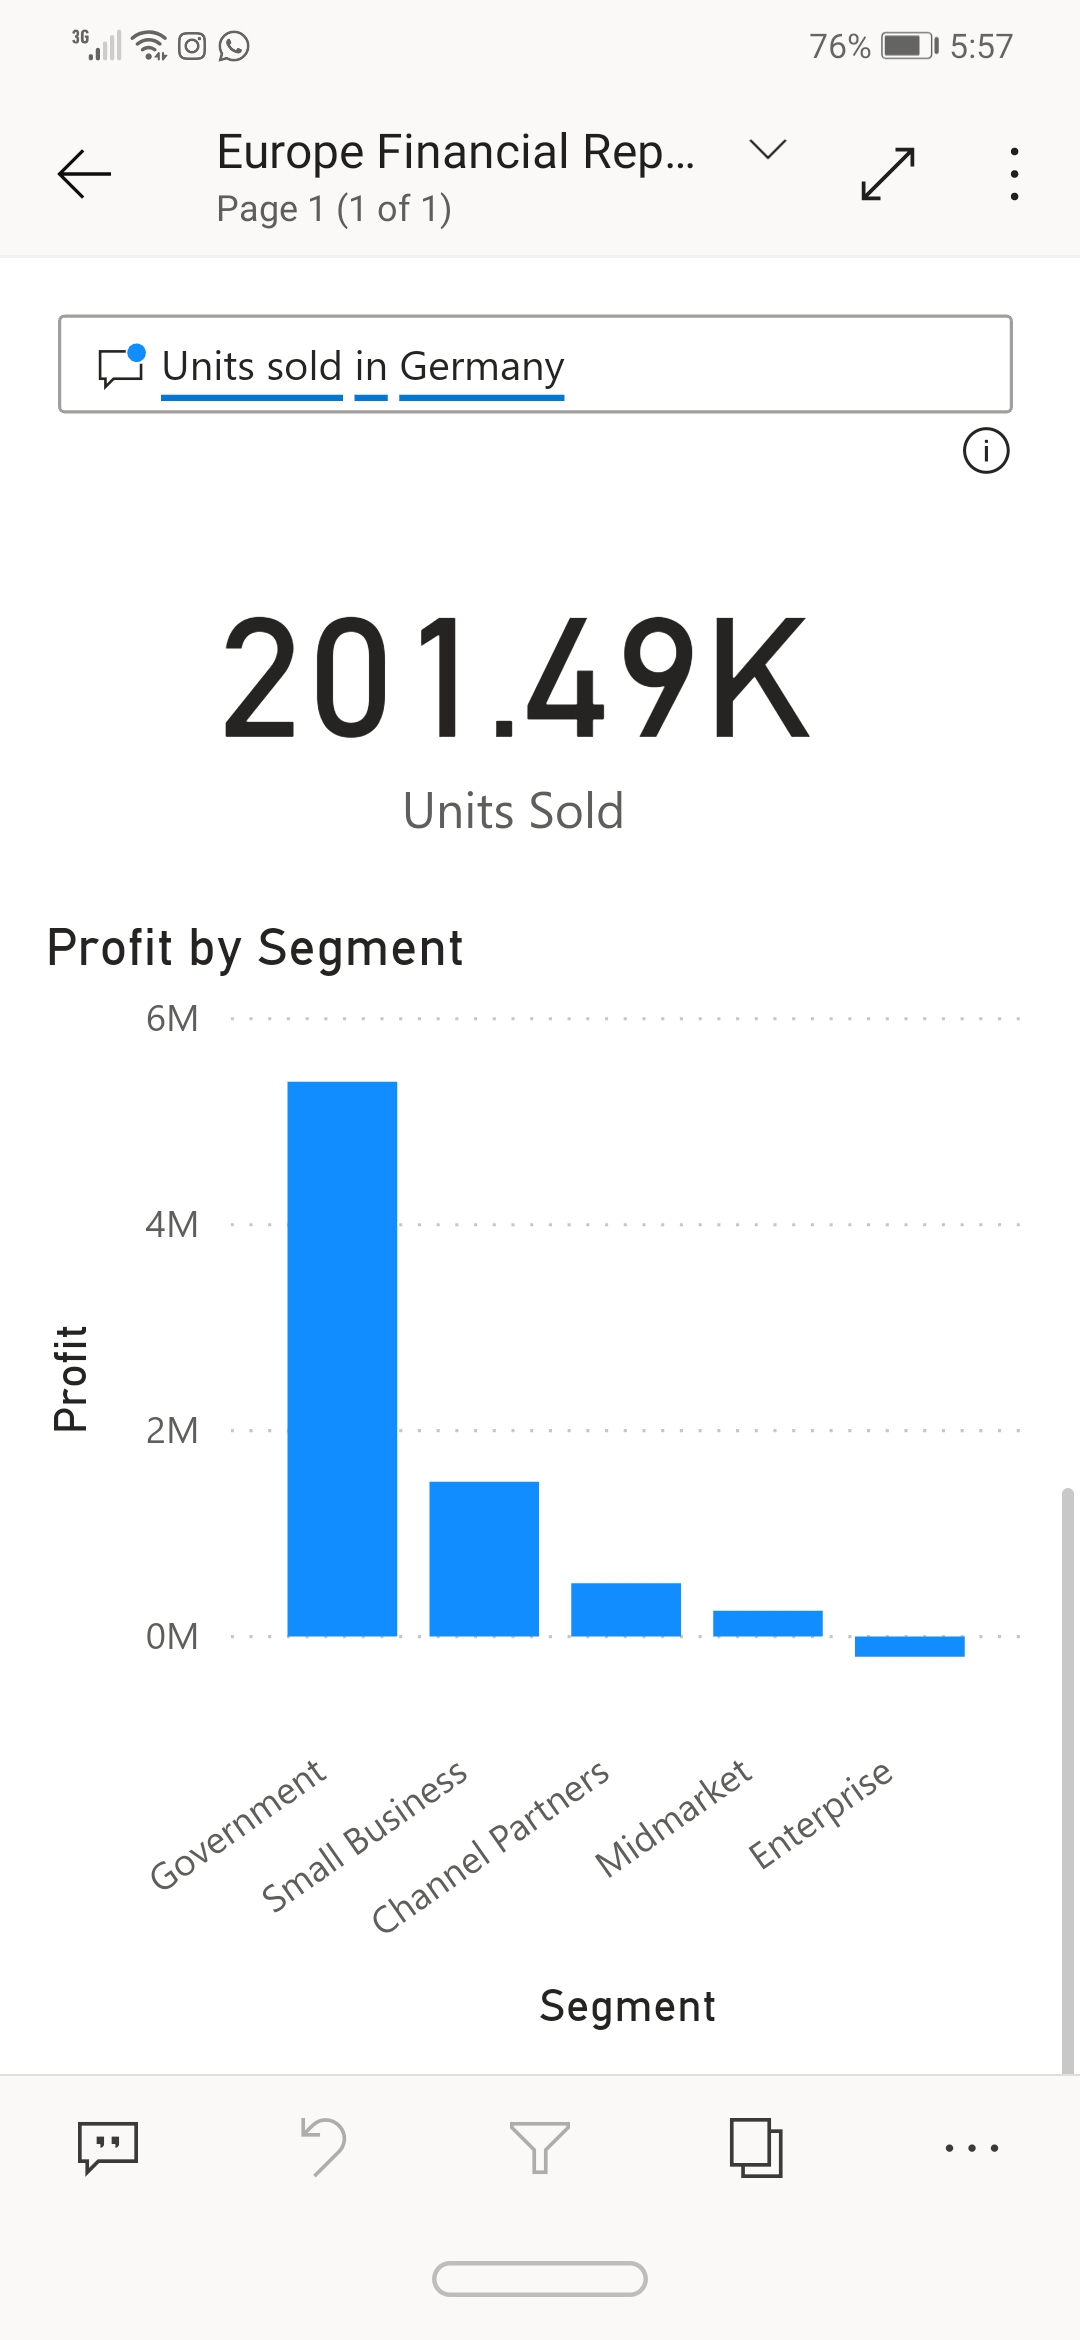 3G 76% 5:57
Europe Financial Rep...
Page 1 (1 of 1)
Units sold in Germany
i
201.49K
Units Sold
Profit by Segment
6M
4M
2M
0M
Profit
Government
Small Business
Channel Partners
Midmarket
Enterprise
Segment